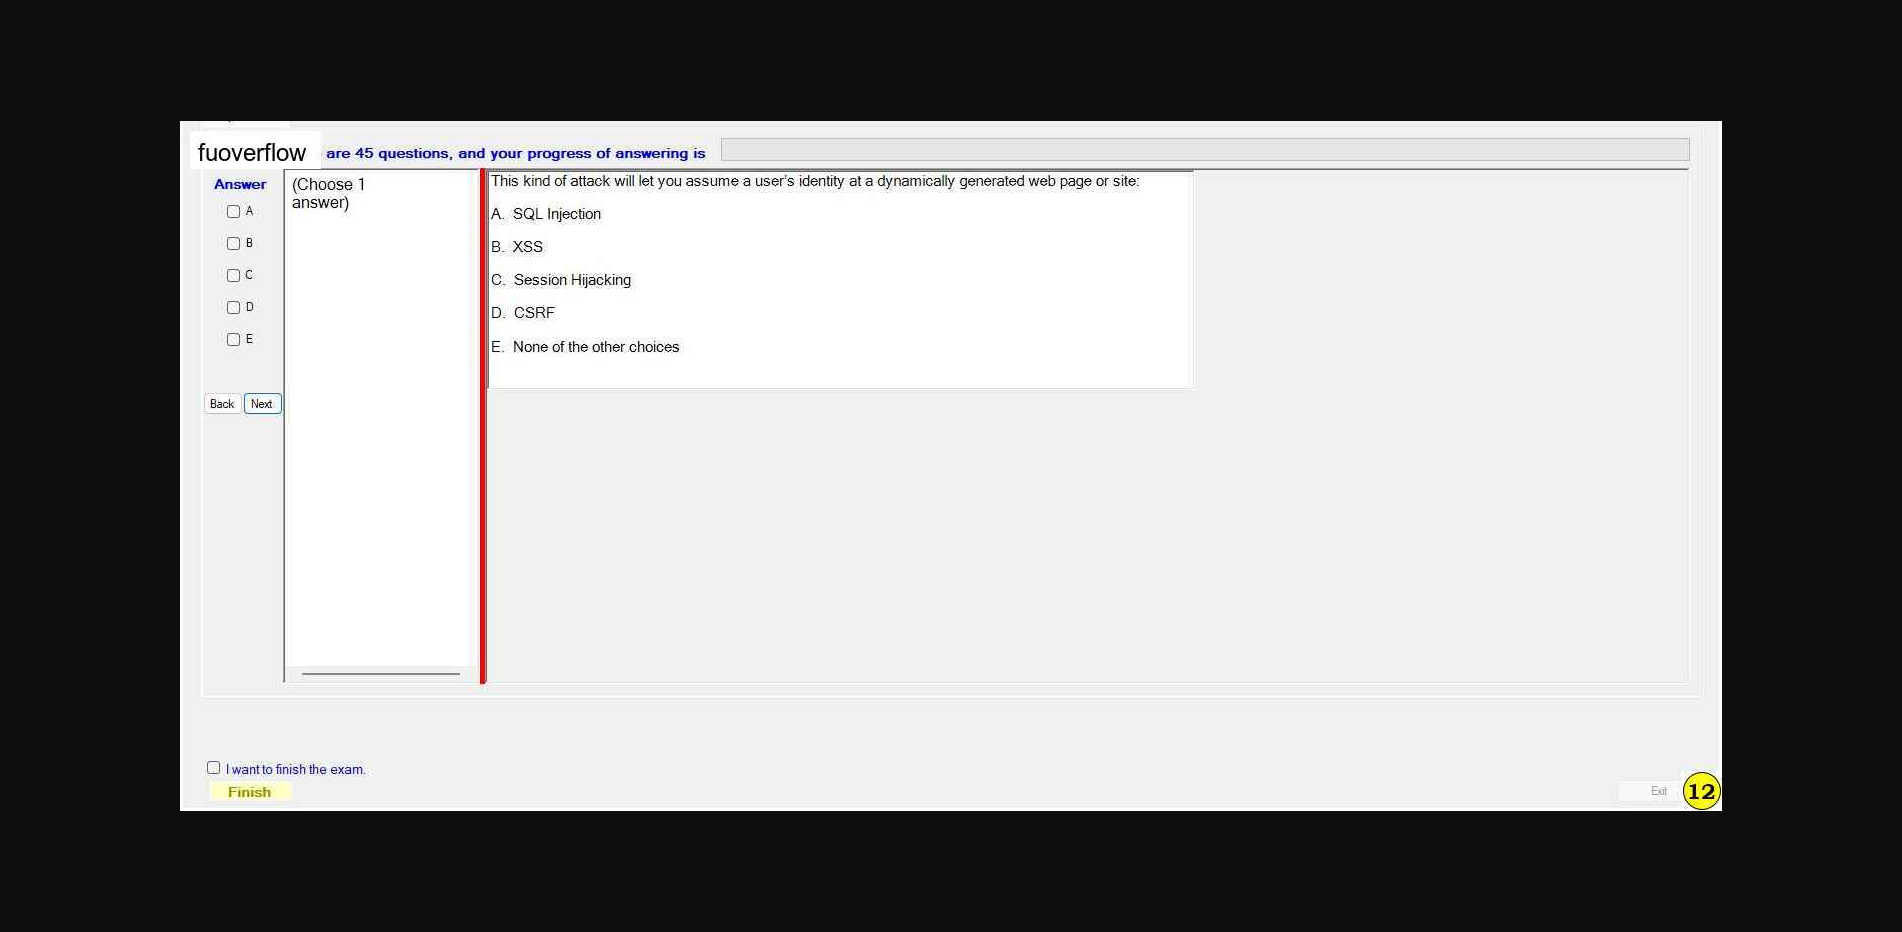 fuoverflow are 45 questions, and your progress of answering is
Answer
A
B
C
D
E
Back Next
(Choose 1
answer)
This kind of attack will let you assume a user's identity at a dynamically generated web page or site:
A. SQL Injection
B. XSS
C. Session Hijacking
D. CSRF
E. None of the other choices
I want to finish the exam.
Finish
Exit
12